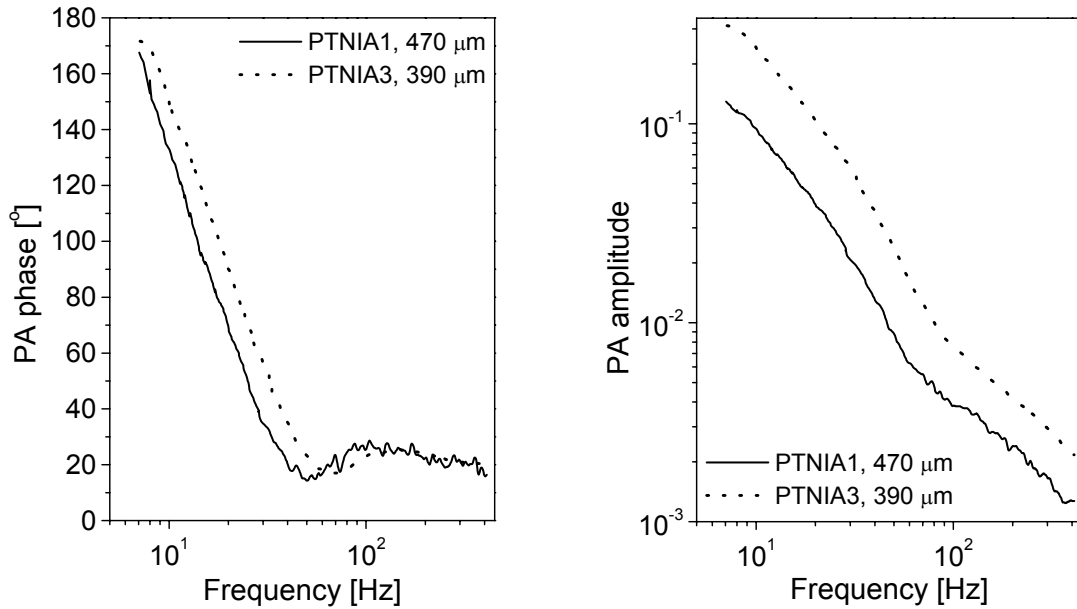 180
160
140
120
100
80
60
40
20
0
PA phase [°]
PTNIA1, 470 μm
PTNIA3, 390 μm
10¹
10²
Frequency [Hz]
10⁻¹
10⁻²
10⁻³
PA amplitude
PTNIA1, 470 μm
PTNIA3, 390 μm
10¹
10²
Frequency [Hz]